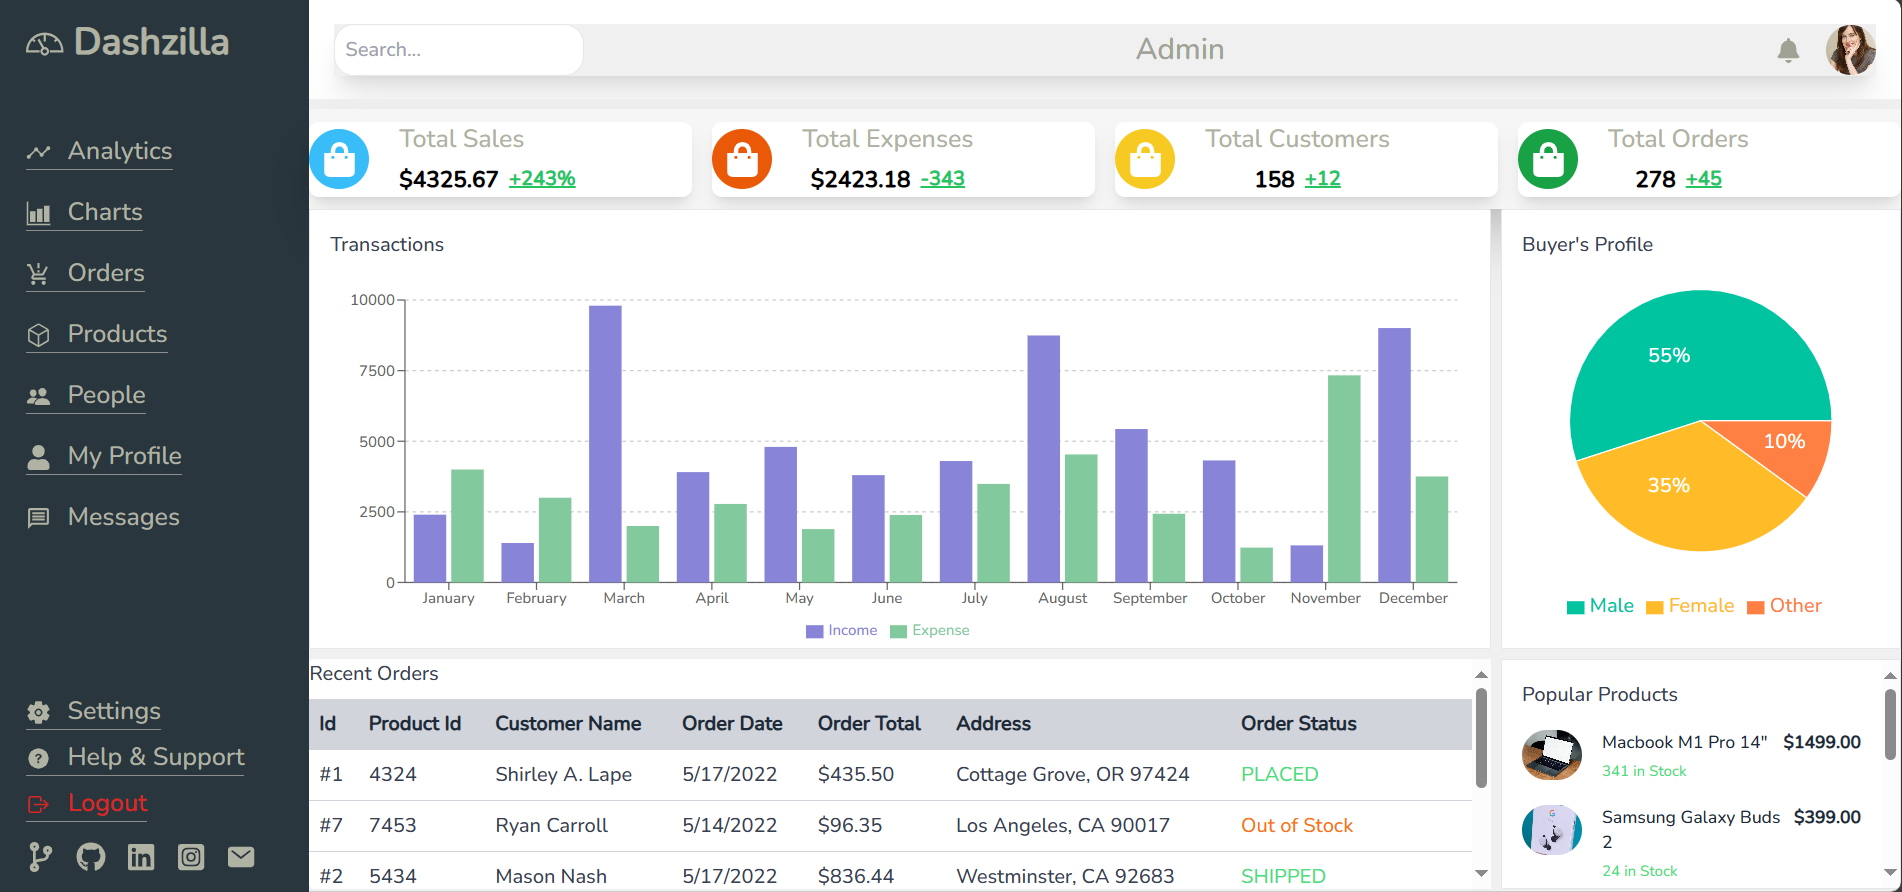 Dashzilla
Analytics
Charts
Orders
Products
People
My Profile
Messages
Settings
Help & Support
Logout
Search...
Admin
Total Sales
$4325.67 +243%
Total Expenses
$2423.18 -343
Total Customers
158 +12
Total Orders
278 +45
Transactions
10000
7500
5000
2500
0
January February March April May June July August September October November December
Income Expense
Buyer's Profile
55%
10%
35%
Male Female Other
Recent Orders
Id Product Id Customer Name Order Date Order Total Address Order Status
#1 4324 Shirley A. Lape 5/17/2022 $435.50 Cottage Grove, OR 97424 PLACED
#7 7453 Ryan Carroll 5/14/2022 $96.35 Los Angeles, CA 90017 Out of Stock
#2 5434 Mason Nash 5/17/2022 $836.44 Westminster, CA 92683 SHIPPED
Popular Products
Macbook M1 Pro 14" $1499.00
341 in Stock
Samsung Galaxy Buds $399.00
2
24 in Stock